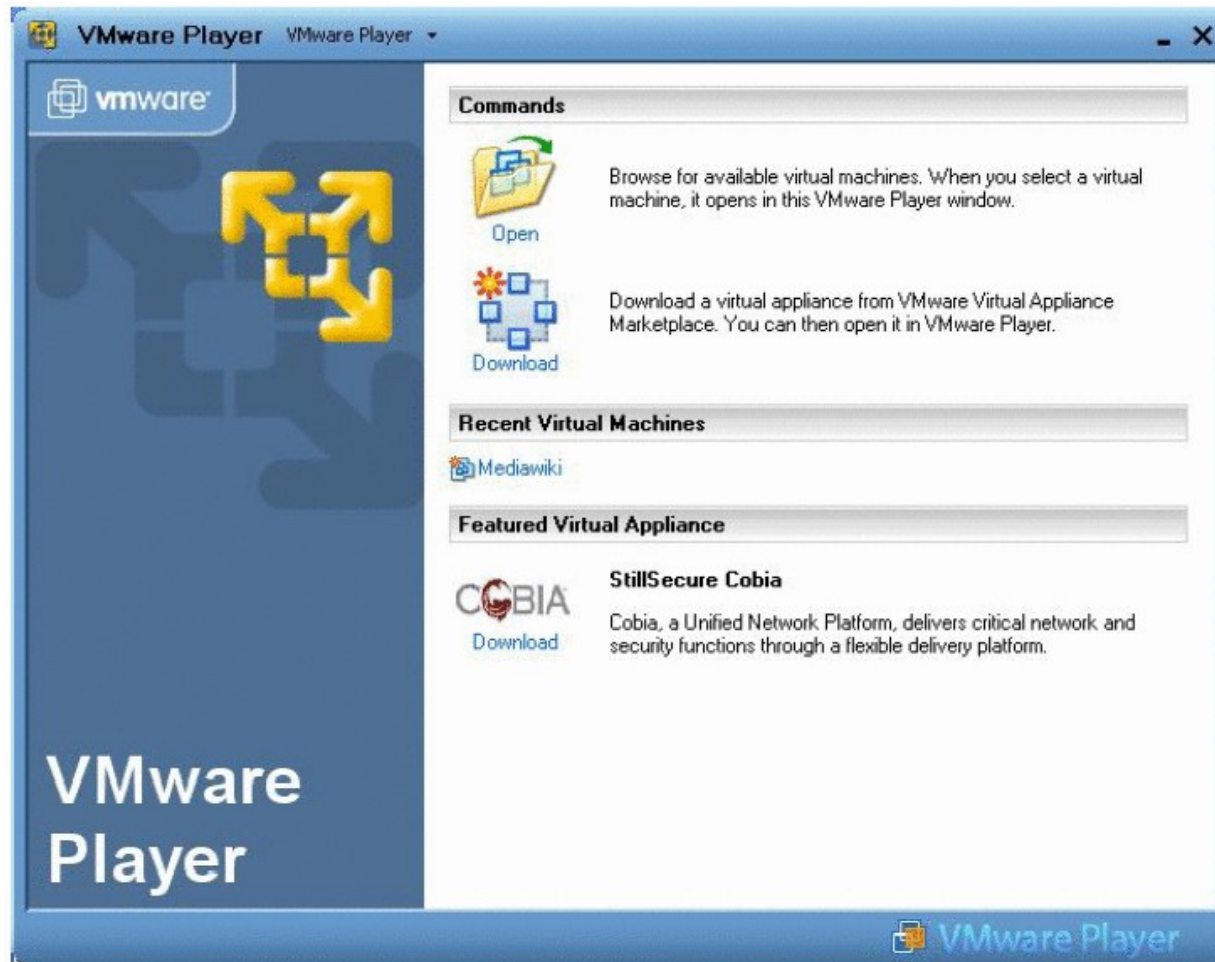 VMware Player VMware Player
vmware
Commands
Open
Browse for available virtual machines. When you select a virtual
machine, it opens in this VMware Player window.
Download
Download a virtual appliance from VMware Virtual Appliance
Marketplace. You can then open it in VMware Player.
Recent Virtual Machines
Mediawiki
Featured Virtual Appliance
COBIA
Download
StillSecure Cobia
Cobia, a Unified Network Platform, delivers critical network and
security functions through a flexible delivery platform.
VMware
Player
VMware Player